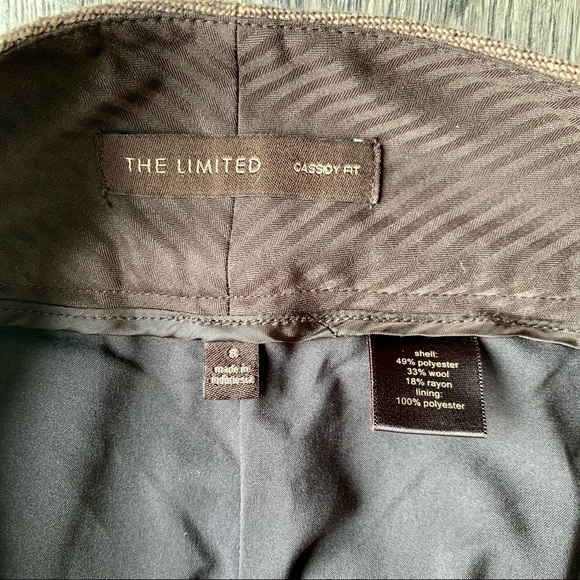 THE LIMITED CASSIDY FIT
8
made in
indonesia
shell:
49% polyester
33% wool
18% rayon
lining:
100% polyester